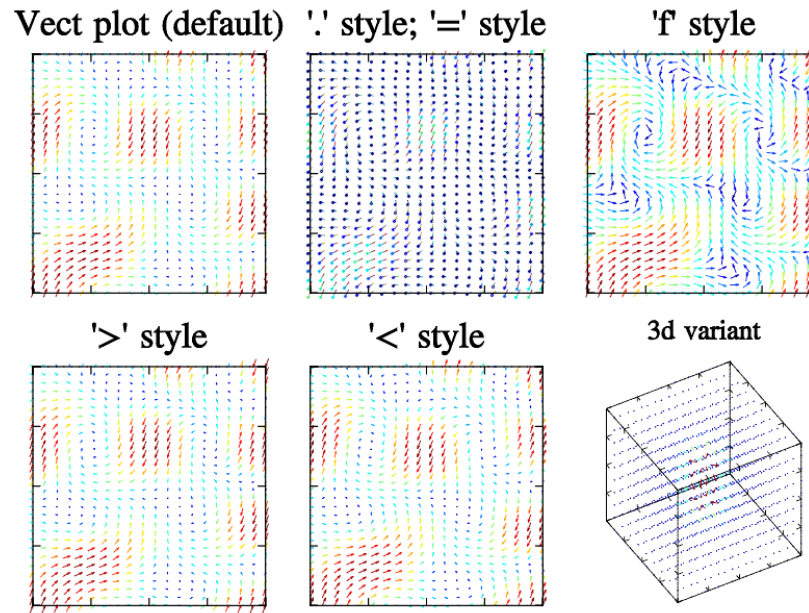 Vect plot (default)
'.' style; '=' style
'f' style
'>' style
'<' style
3d variant